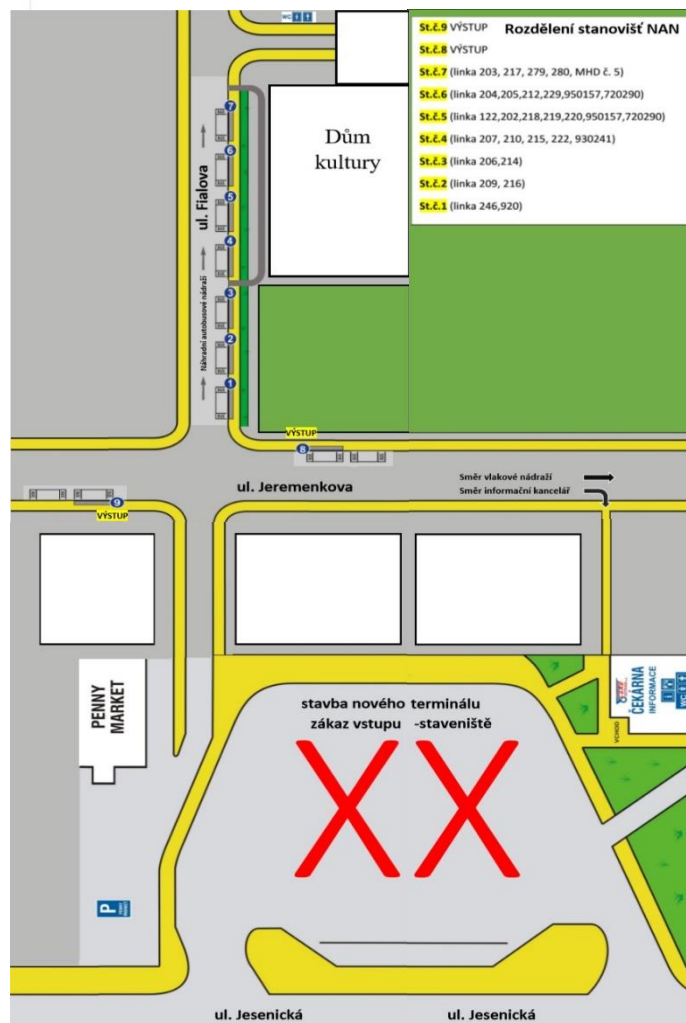 WC
Rozdělení stanovišť NAN
St.č.9 VÝSTUP
St.č.8 VÝSTUP
St.č.7 (linka 203, 217, 279, 280, MHD č. 5)
St.č.6 (linka 204,205,212,229,950157,720290)
St.č.5 (linka 122,202,218,219,220,950157,720290)
St.č.4 (linka 207, 210, 215, 222, 930241)
St.č.3 (linka 206,214)
St.č.2 (linka 209, 216)
St.č.1 (linka 246,920)
Dům
kultury
ul. Fialova
Náhradní autobusové nádraží
7
6
5
4
3
2
1
VÝSTUP
8
ul. Jeremenkova
Směr vlakové nádraží
Směr informační kancelář
9
VÝSTUP
PENNY
MARKET
stavba nového terminálu
zákaz vstupu -staveniště
ČEKÁRNA
INFORMACE
WC
VCHOD
P
ul. Jesenická
ul. Jesenická